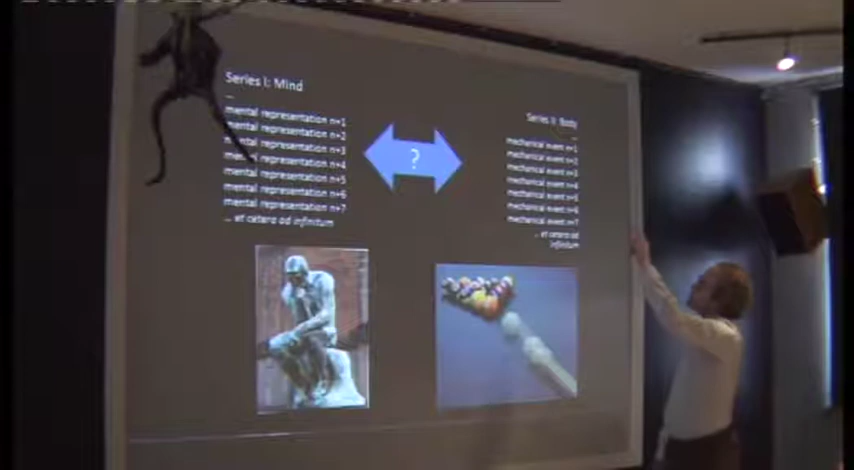 Series I: Mind
...
mental representation n+1
mental representation n+2
mental representation n+3
mental representation n+4
mental representation n+5
mental representation n+6
mental representation n+7
... et cetera ad infinitum
?
Series II: Body
...
mechanical event n+1
mechanical event n+2
mechanical event n+3
mechanical event n+4
mechanical event n+5
mechanical event n+6
mechanical event n+7
... et cetera ad
infinitum